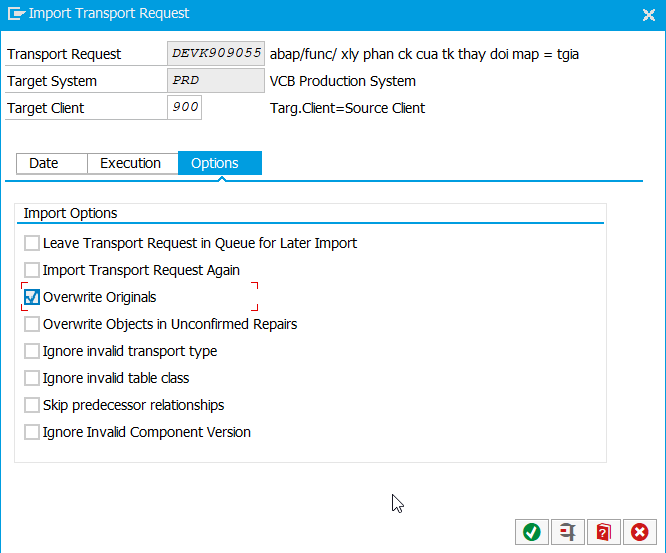 Import Transport Request
Transport Request DEVK909055 abap/func/ xly phan ck cua tk thay doi map = tgia
Target System PRD VCB Production System
Target Client 900 Targ.Client=Source Client
Date Execution Options
Import Options
Leave Transport Request in Queue for Later Import
Import Transport Request Again
Overwrite Originals
Overwrite Objects in Unconfirmed Repairs
Ignore invalid transport type
Ignore invalid table class
Skip predecessor relationships
Ignore Invalid Component Version